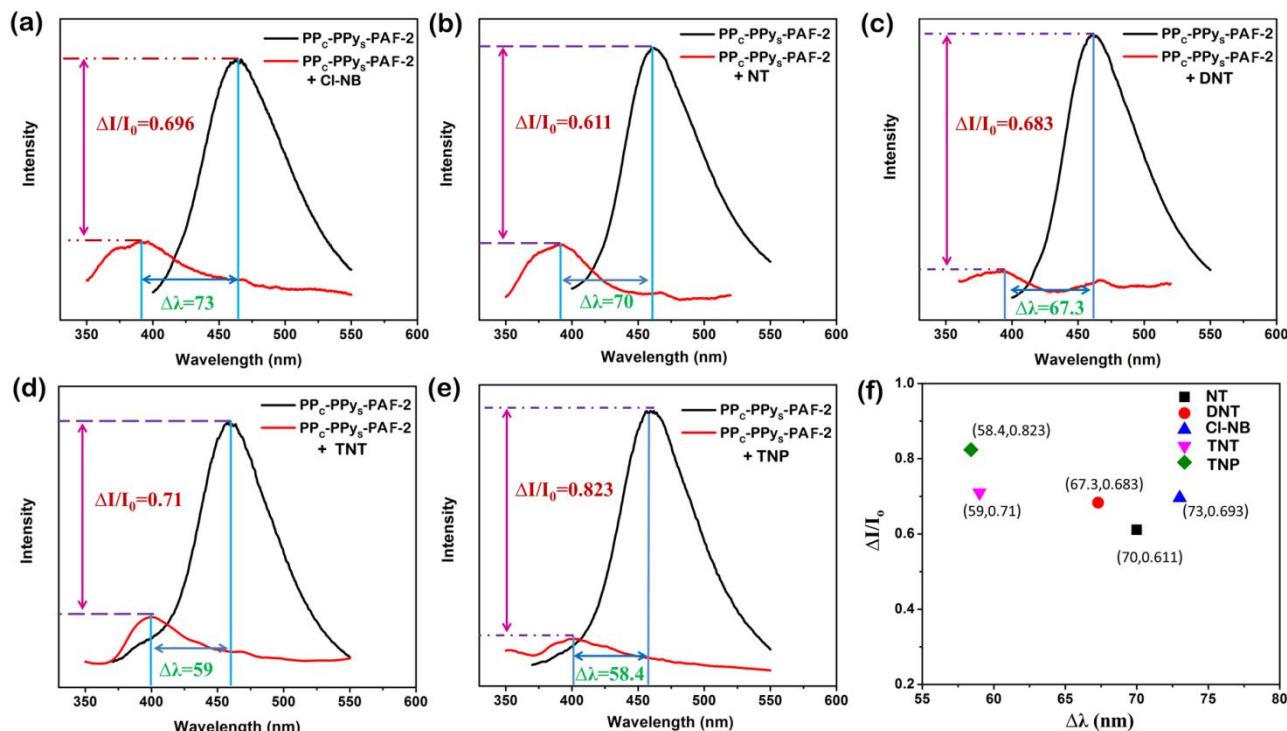 (a)
PPc-PPys-PAF-2
PPc-PPys-PAF-2
+ Cl-NB
ΔI/I0=0.696
Δλ=73
Intensity
350 400 450 500 550 600
Wavelength (nm)
(b)
PPc-PPys-PAF-2
PPc-PPys-PAF-2
+ NT
ΔI/I0=0.611
Δλ=70
Intensity
350 400 450 500 550 600
Wavelength (nm)
(c)
PPc-PPys-PAF-2
PPc-PPys-PAF-2
+ DNT
ΔI/I0=0.683
Δλ=67.3
Intensity
350 400 450 500 550 600
Wavelength (nm)
(d)
PPc-PPys-PAF-2
PPc-PPys-PAF-2
+ TNT
ΔI/I0=0.71
Δλ=59
Intensity
350 400 450 500 550 600
Wavelength (nm)
(e)
PPc-PPys-PAF-2
PPc-PPys-PAF-2
+ TNP
ΔI/I0=0.823
Δλ=58.4
Intensity
350 400 450 500 550 600
Wavelength (nm)
(f)
1.0
0.8
0.6
0.4
0.2
NT
DNT
Cl-NB
TNT
TNP
(58.4,0.823)
(67.3,0.683)
(59,0.71)
(73,0.693)
(70,0.611)
ΔI/Io
55 60 65 70 75 80
Δλ (nm)